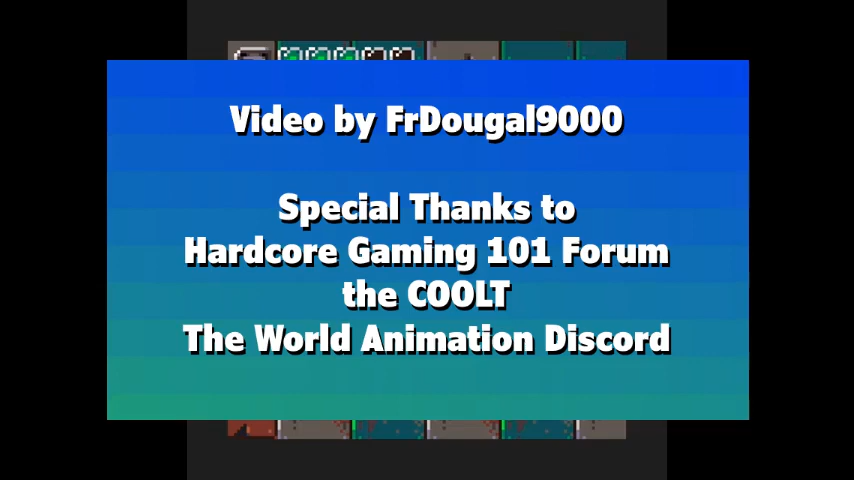 Video by FrDougal9000
Special Thanks to
Hardcore Gaming 101 Forum
the COOLT
The World Animation Discord